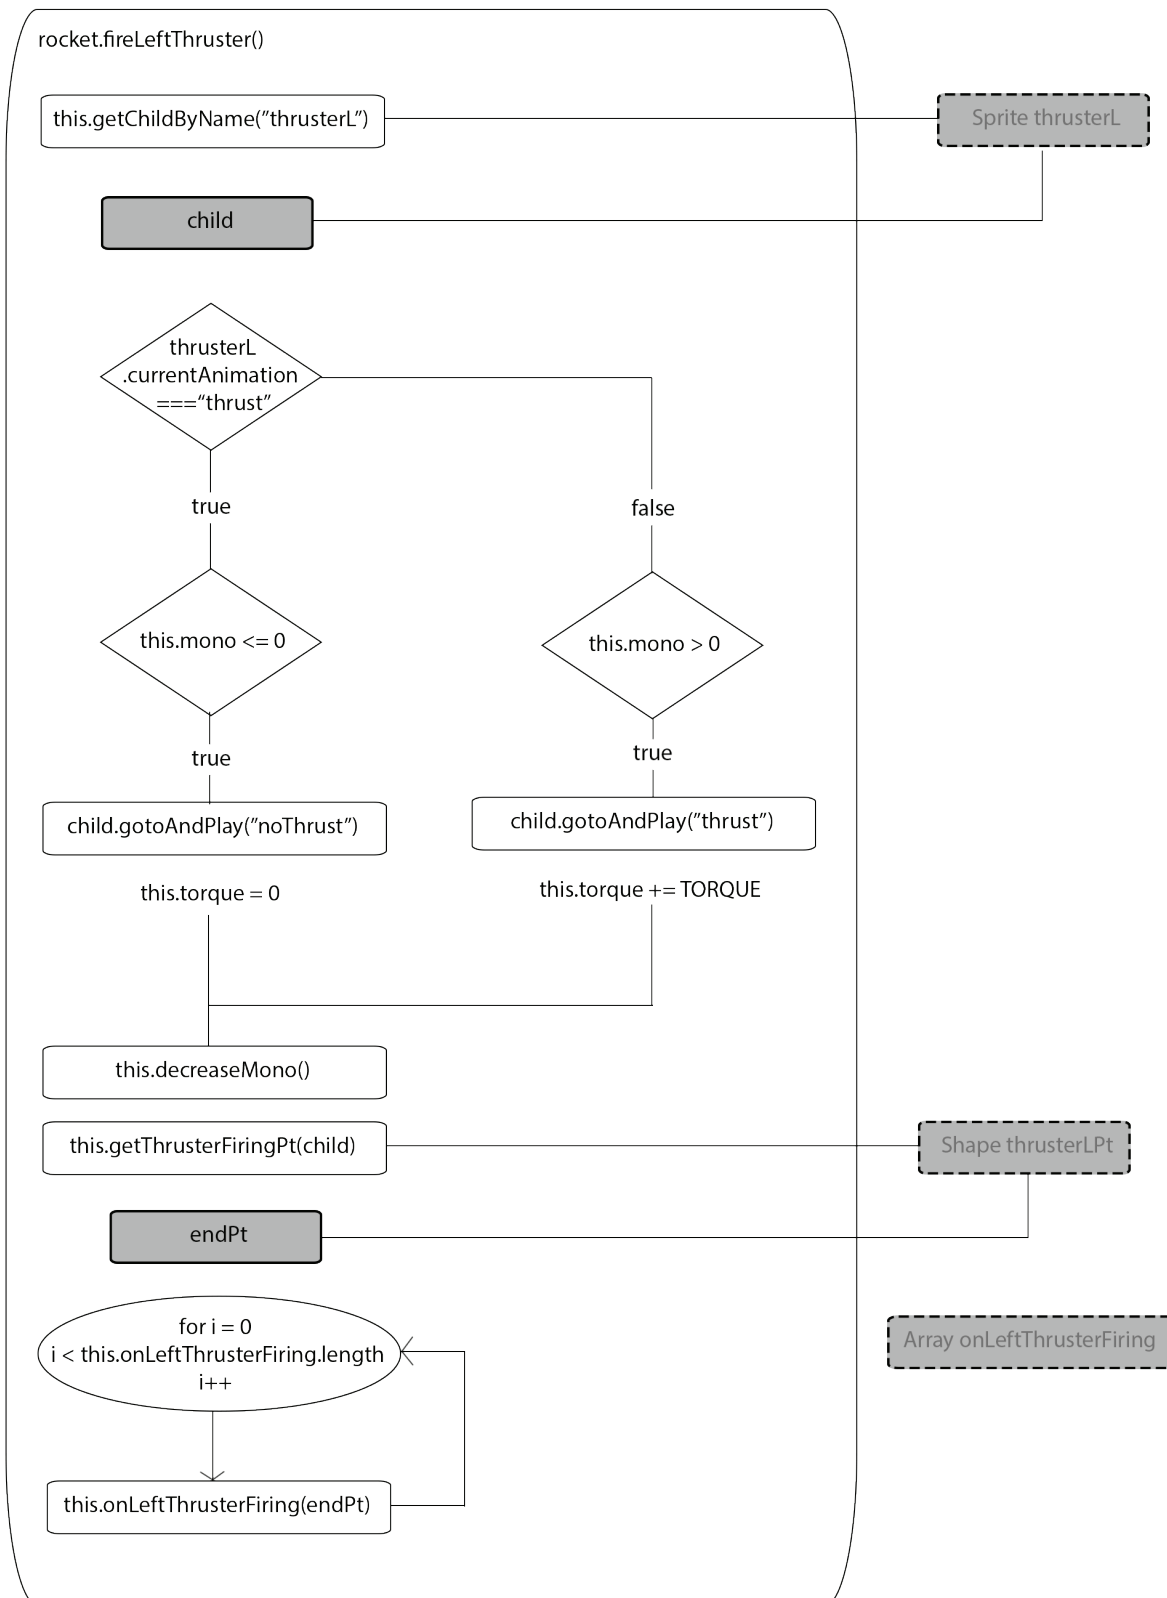 rocket.fireLeftThruster()
this.getChildByName(”thrusterL”)
Sprite thrusterL
child
thrusterL
.currentAnimation
===“thrust”
true
false
this.mono <= 0
this.mono > 0
true
true
child.gotoAndPlay(”noThrust”)
child.gotoAndPlay(”thrust”)
this.torque = 0
this.torque += TORQUE
this.decreaseMono()
this.getThrusterFiringPt(child)
Shape thrusterLPt
endPt
for i = 0
i < this.onLeftThrusterFiring.length
i++
Array onLeftThrusterFiring
this.onLeftThrusterFiring(endPt)